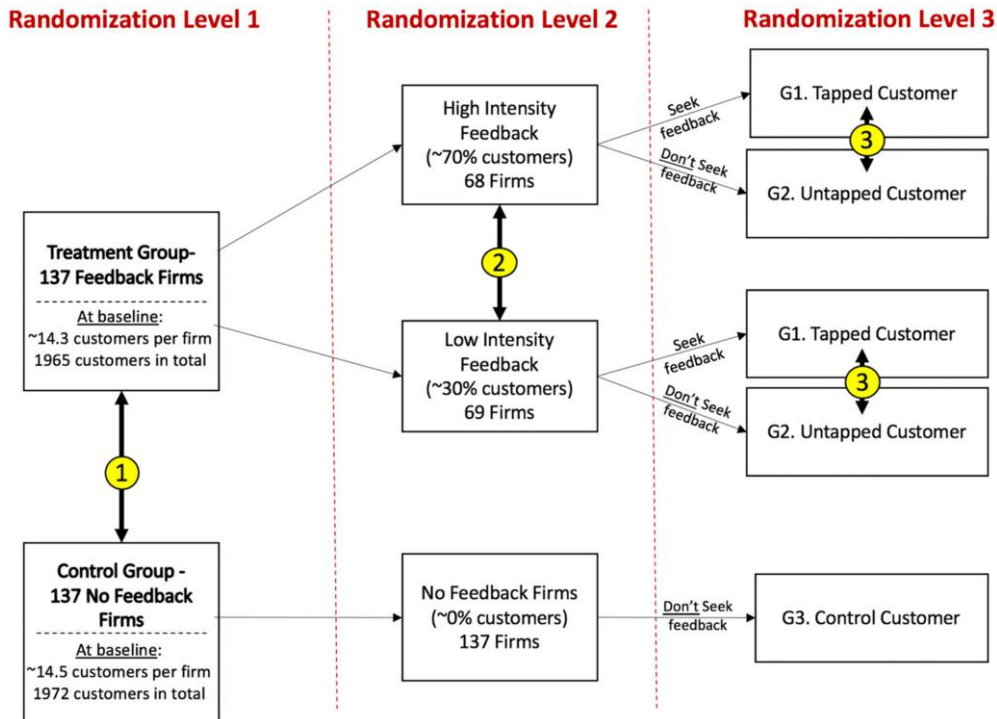 Randomization Level 1
Randomization Level 2
Randomization Level 3
Treatment Group-
137 Feedback Firms
At baseline:
~14.3 customers per firm
1965 customers in total
1
Control Group -
137 No Feedback
Firms
At baseline:
~14.5 customers per firm
1972 customers in total
High Intensity
Feedback
(~70% customers)
68 Firms
2
Low Intensity
Feedback
(~30% customers)
69 Firms
No Feedback Firms
(~0% customers)
137 Firms
Seek
feedback
Don't Seek
feedback
G1. Tapped Customer
3
G2. Untapped Customer
Seek
feedback
Don't Seek
feedback
G1. Tapped Customer
3
G2. Untapped Customer
Don't Seek
feedback
G3. Control Customer